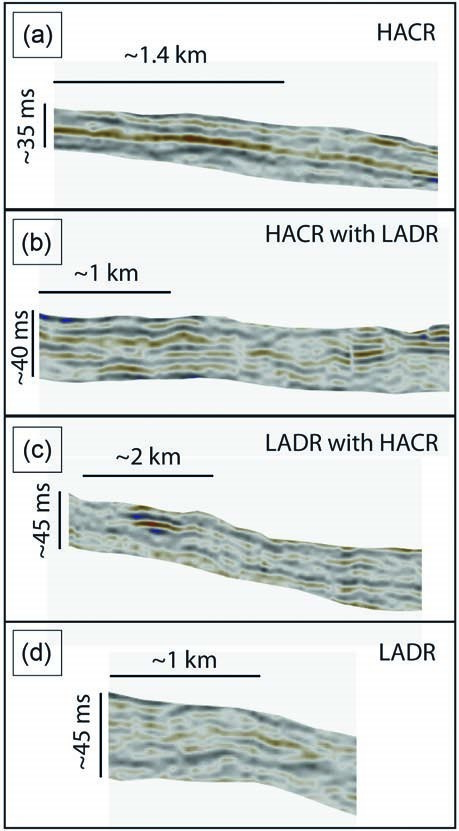 (a)
HACR
~1.4 km
~35 ms
(b)
HACR with LADR
~1 km
~40 ms
(c)
LADR with HACR
~2 km
~45 ms
(d)
LADR
~1 km
~45 ms